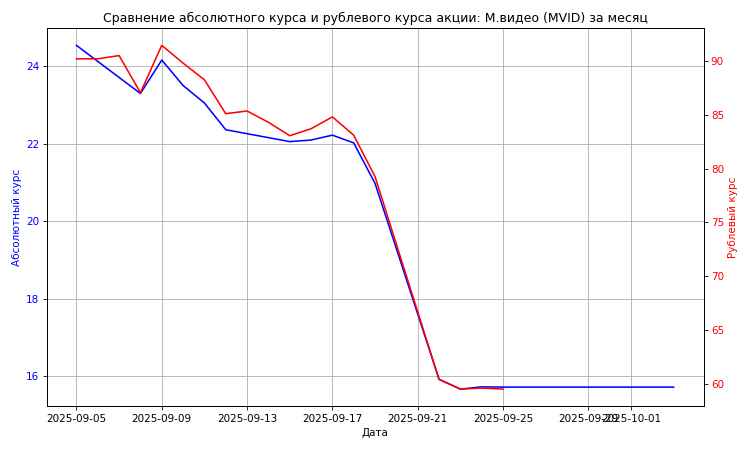 Сравнение абсолютного курса и рублевого курса акции: М.видео (MVID) за месяц
Абсолютный курс
24
22
20
18
16
90
85
80
75
70
65
60
Рублевый курс
2025-09-05 2025-09-09 2025-09-13 2025-09-17 2025-09-21 2025-09-25 2025-09-29 2025-10-01
Дата